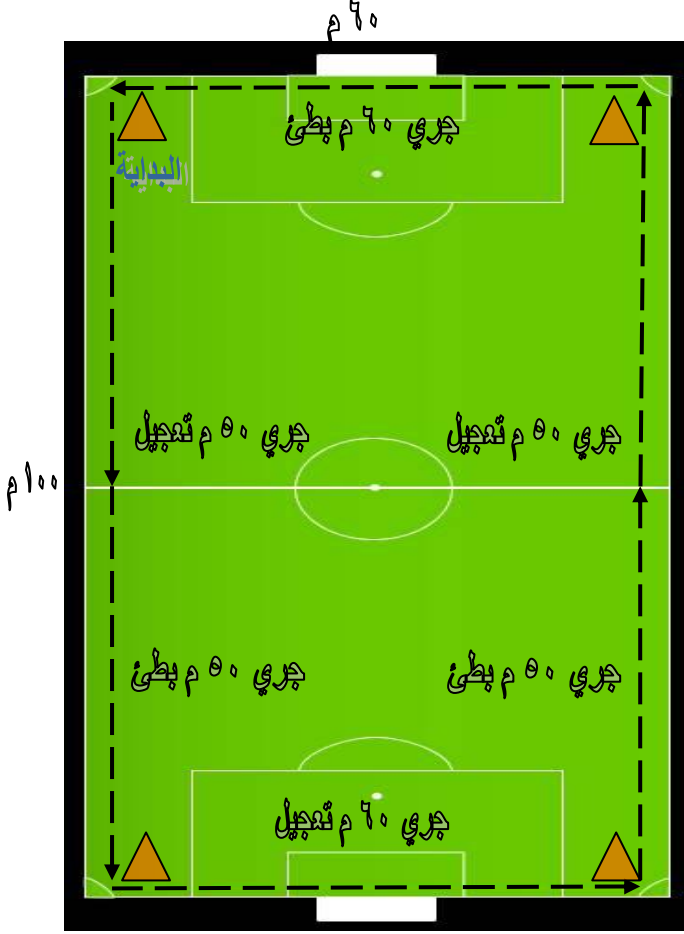 ٦٠ م
جري ٦٠ م بطئ
البداية
جري ٥٠ م تعجيل
جري ٥٠ م تعجيل
١٠٠م
جري ٥٠ م بطئ
جري ٥٠ م بطئ
جري ٦٠ م تعجيل